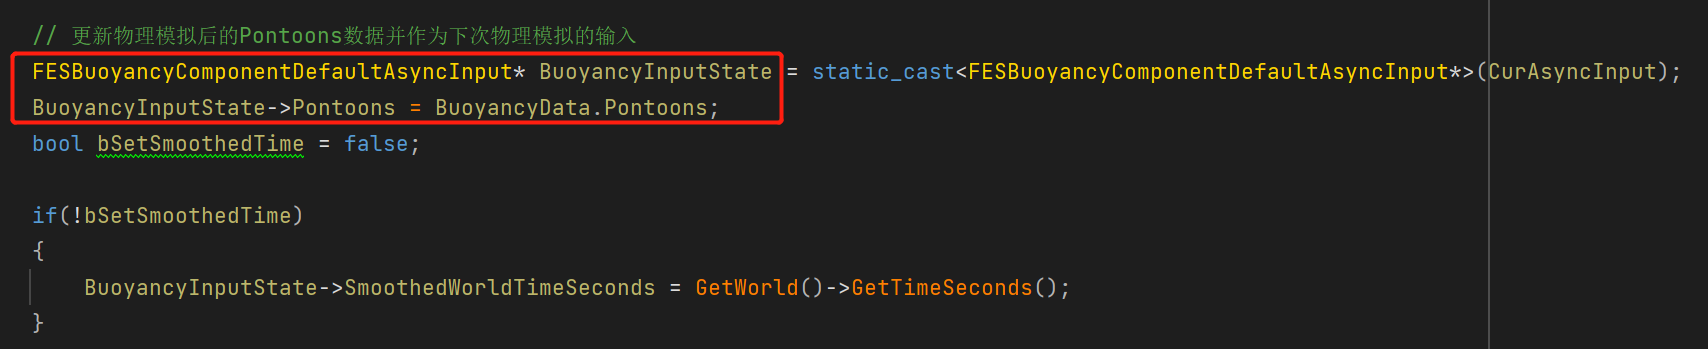 // 更新物理模拟后的Pontoons数据并作为下次物理模拟的输入
FESBuoyancyComponentDefaultAsyncInput* BuoyancyInputState = static_cast<FESBuoyancyComponentDefaultAsyncInput*>(CurAsyncInput);
BuoyancyInputState->Pontoons = BuoyancyData.Pontoons;
bool bSetSmoothedTime = false;
if(!bSetSmoothedTime)
{
BuoyancyInputState->SmoothedWorldTimeSeconds = GetWorld()->GetTimeSeconds();
}